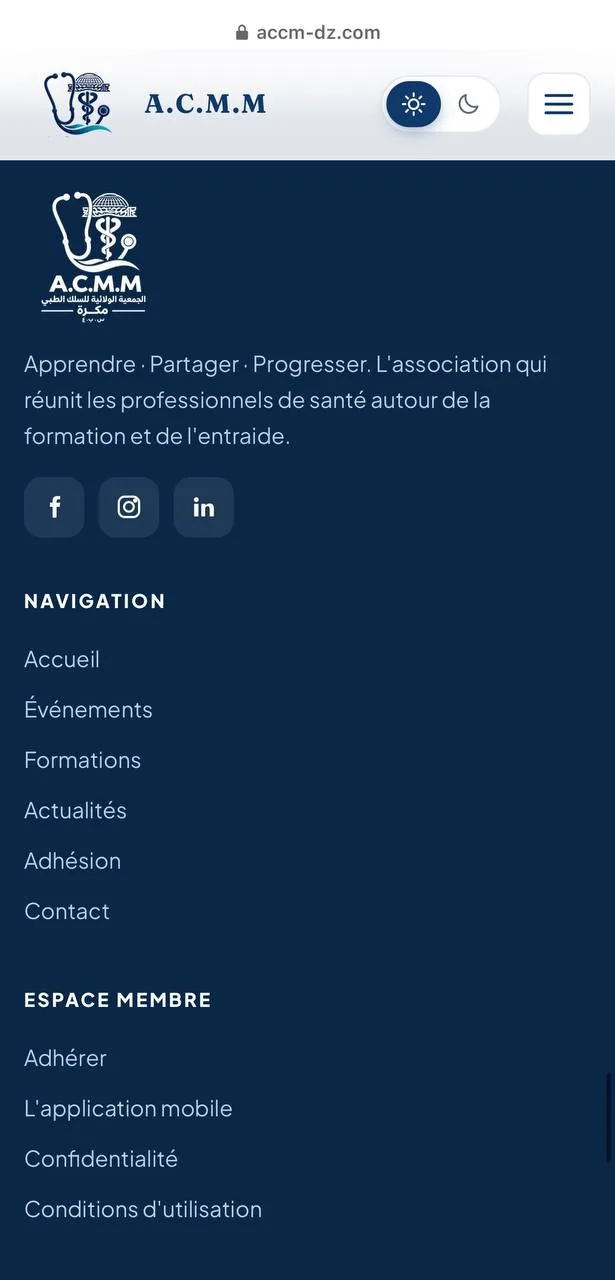 accm-dz.com
A.C.M.M
A.C.M.M
الجمعية الولائية للسلك الطبي
معكرة
Apprendre · Partager · Progresser. L'association qui
réunit les professionnels de santé autour de la
formation et de l'entraide.
f
in
NAVIGATION
Accueil
Événements
Formations
Actualités
Adhésion
Contact
ESPACE MEMBRE
Adhérer
L'application mobile
Confidentialité
Conditions d'utilisation